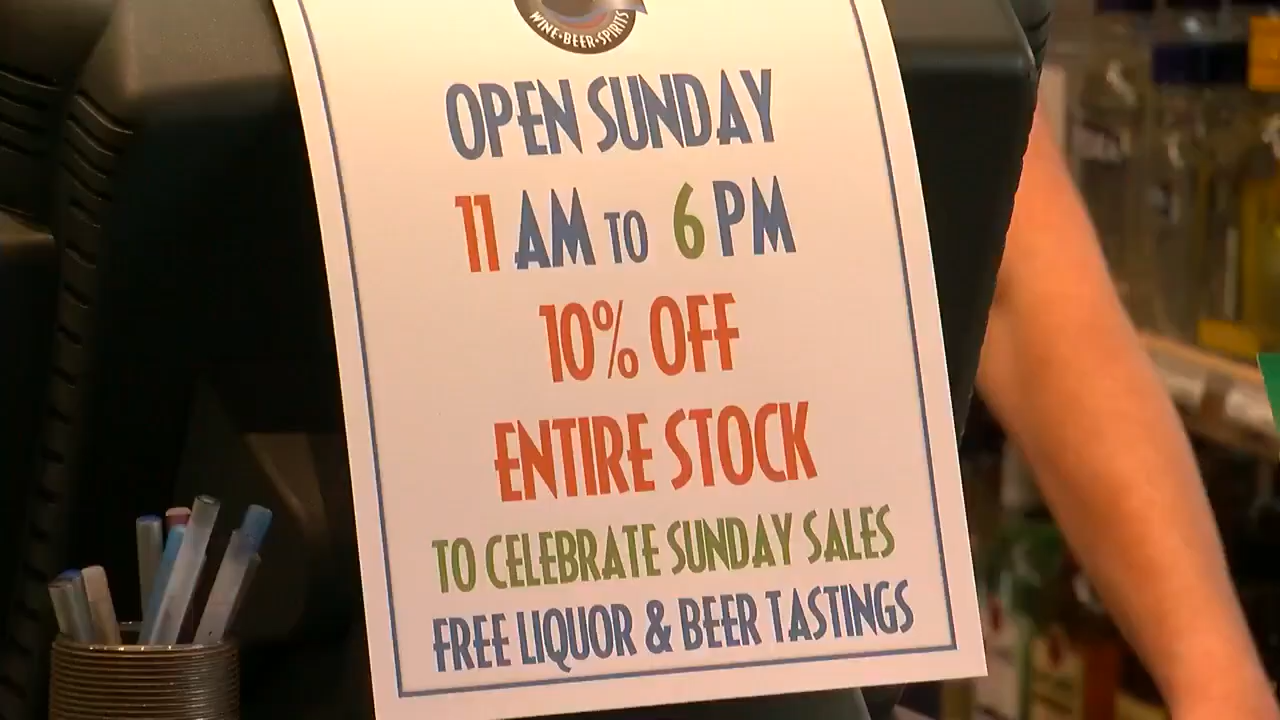 WINE•BEER•SPIRITS
OPEN SUNDAY
11 AM TO 6 PM
10% OFF
ENTIRE STOCK
TO CELEBRATE SUNDAY SALES
FREE LIQUOR & BEER TASTINGS